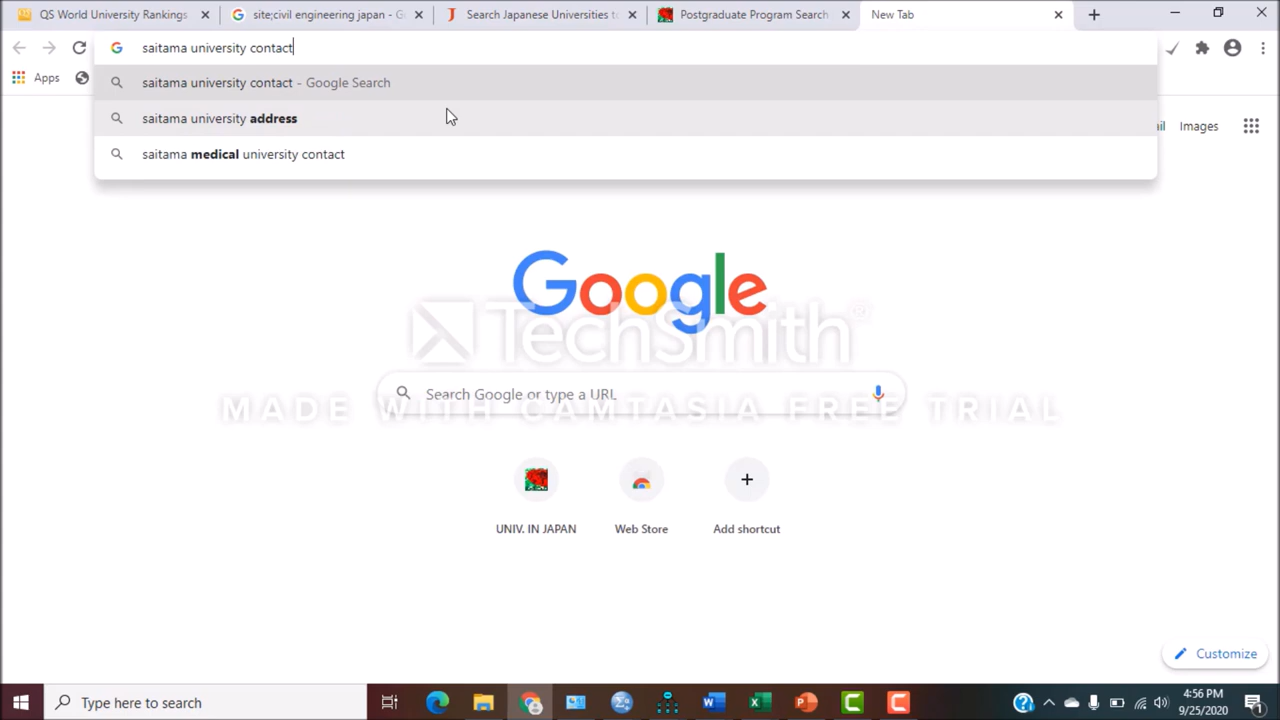 QS World University Rankings
site;civil engineering japan - G
Search Japanese Universities to
Postgraduate Program Search
New Tab
saitama university contact
Apps
saitama university contact - Google Search
saitama university address
saitama medical university contact
Images
Google
TechSmith
Search Google or type a URL
MADE WITH CAMTASIA FREE TRIAL
UNIV. IN JAPAN
Web Store
Add shortcut
Customize
Type here to search
4:56 PM
9/25/2020